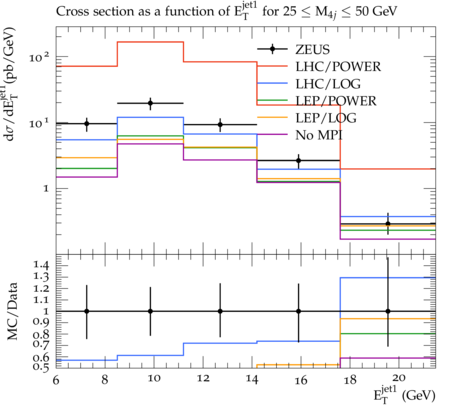 Cross section as a function of E_T^jet1 for 25 ≤ M_4j ≤ 50 GeV
dσ/dE_T^jet1(pb/GeV)
10^2
10^1
1
ZEUS
LHC/POWER
LHC/LOG
LEP/POWER
LEP/LOG
No MPI
MC/Data
1.4
1.3
1.2
1.1
1
0.9
0.8
0.7
0.6
0.5
6 8 10 12 14 16 18 20
E_T^jet1 (GeV)